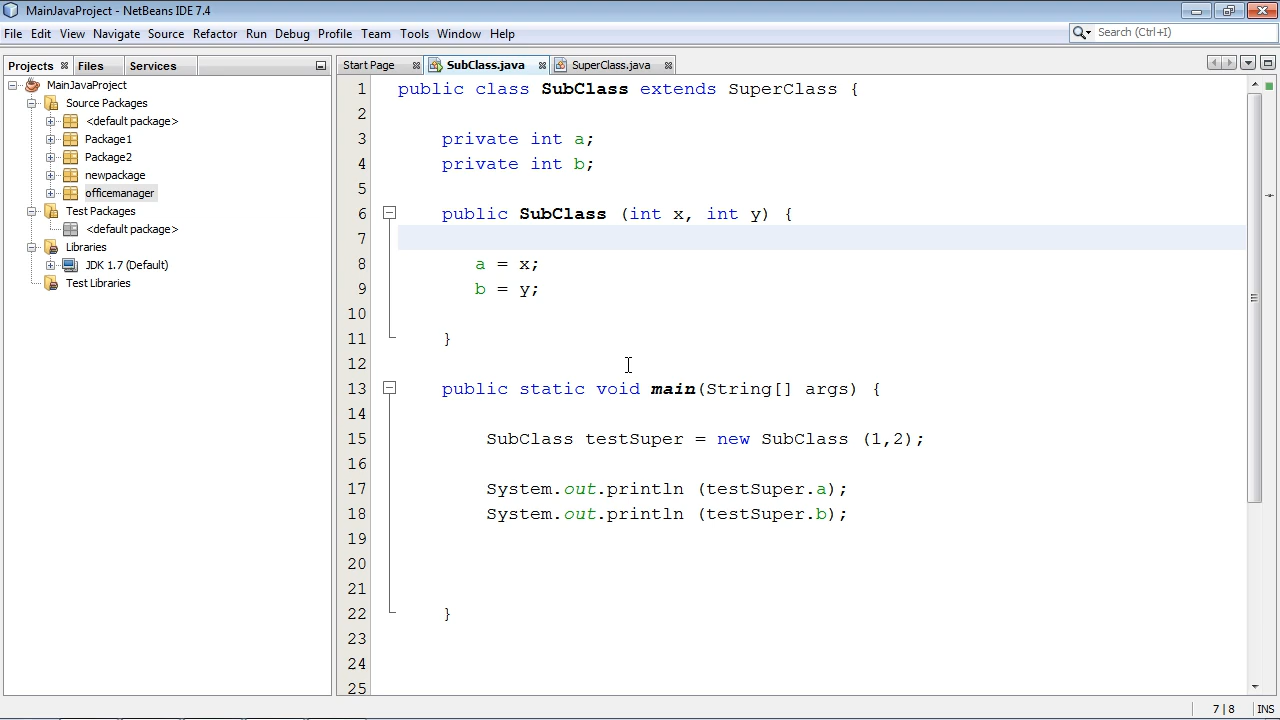 MainJavaProject - NetBeans IDE 7.4
File Edit View Navigate Source Refactor Run Debug Profile Team Tools Window Help
Search (Ctrl+I)
Projects Files Services
Start Page SubClass.java SuperClass.java
MainJavaProject
Source Packages
<default package>
Package1
Package2
newpackage
officemanager
Test Packages
<default package>
Libraries
JDK 1.7 (Default)
Test Libraries
1 public class SubClass extends SuperClass {
2
3 private int a;
4 private int b;
5
6 public SubClass (int x, int y) {
7
8 a = x;
9 b = y;
10
11 }
12
13 public static void main(String[] args) {
14
15 SubClass testSuper = new SubClass (1,2);
16
17 System.out.println (testSuper.a);
18 System.out.println (testSuper.b);
19
20
21
22 }
23
24
25
7|8 INS